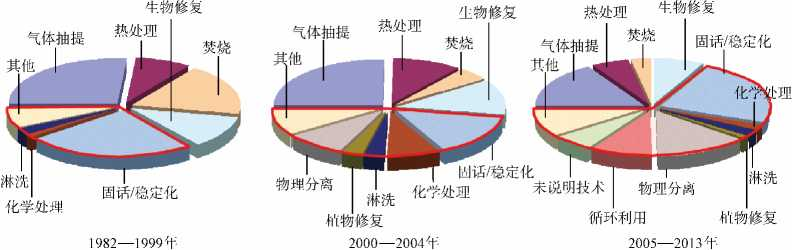 生物修复
热处理
气体抽提
焚烧
其他
淋洗
化学处理
固话/稳定化
1982—1999年
生物修复
热处理
气体抽提
焚烧
其他
物理分离
植物修复
淋洗
化学处理
固话/稳定化
2000—2004年
热处理
生物修复
焚烧
气体抽提
固话/稳定化
其他
化学处理
未说明技术
循环利用
物理分离
淋洗
植物修复
2005—2013年